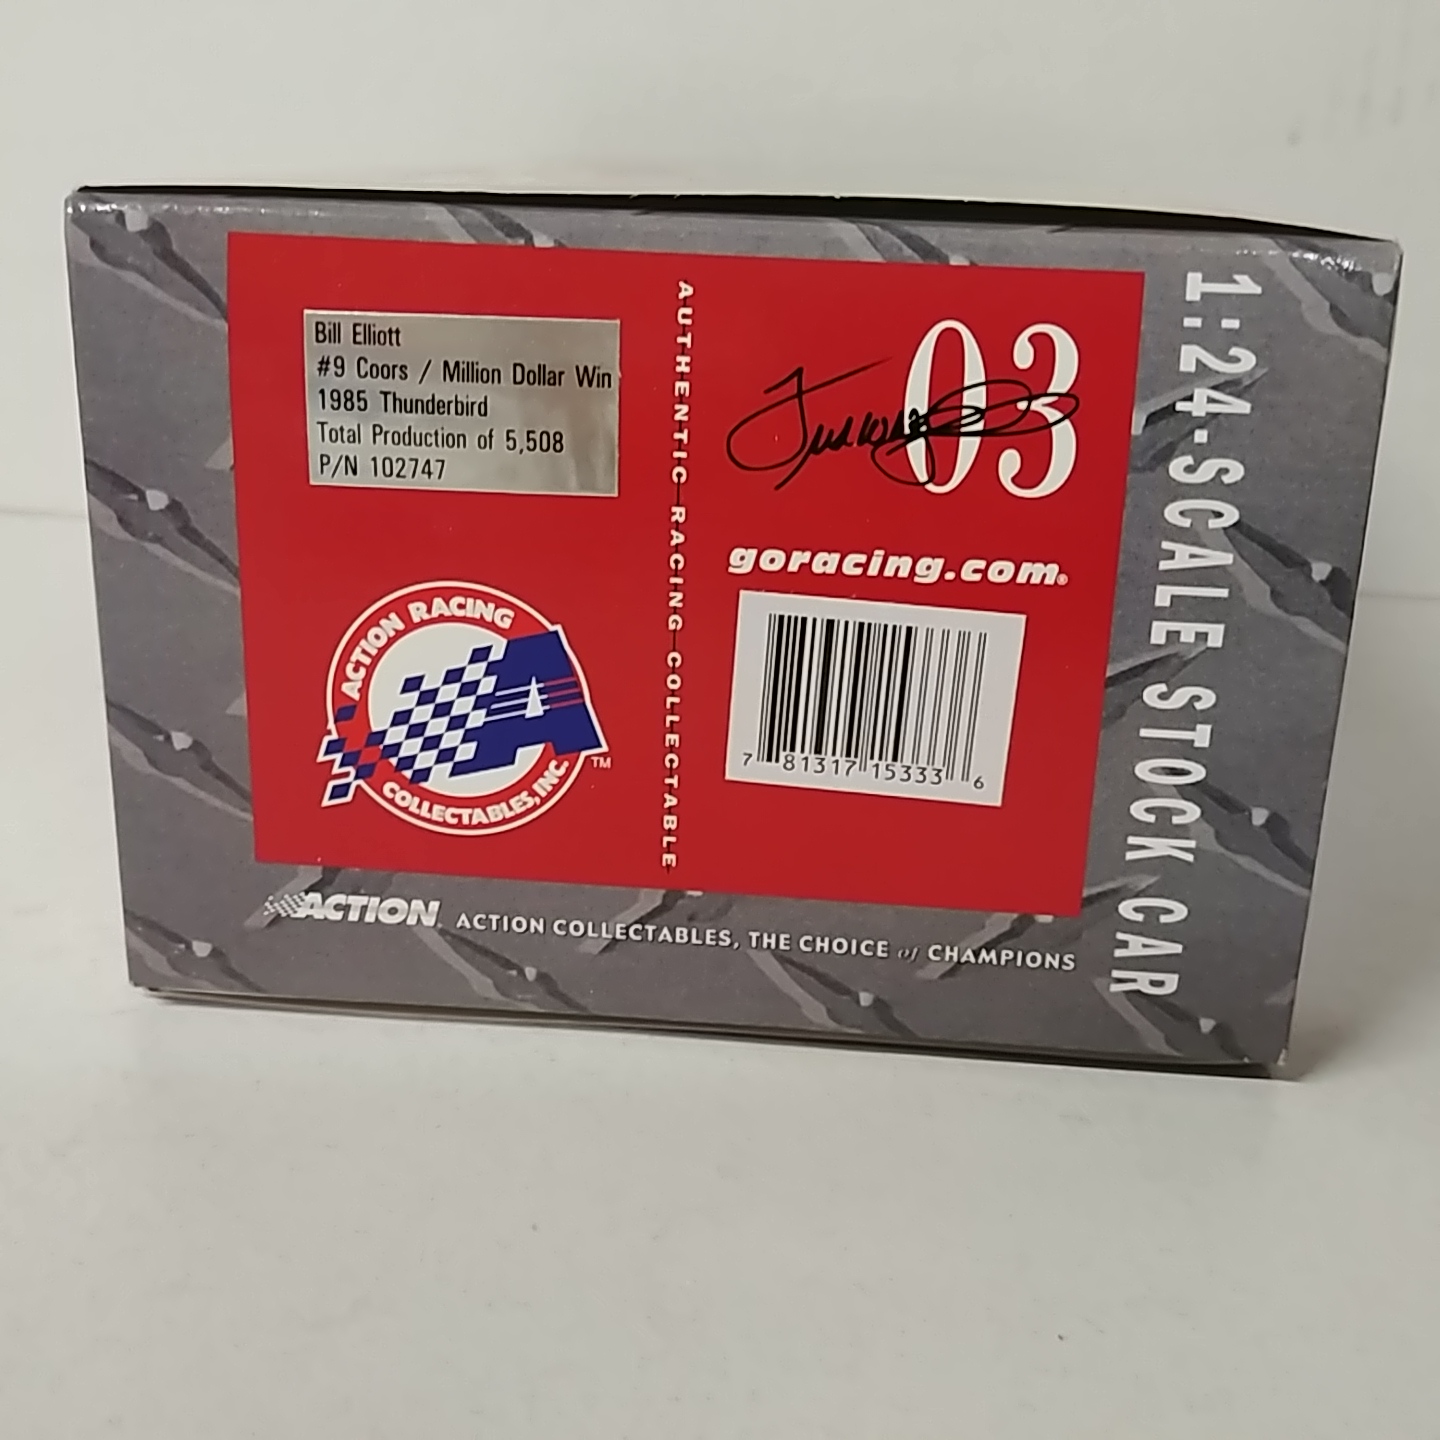 Bill Elliott
#9 Coors / Million Dollar Win
1985 Thunderbird
Total Production of 5,508
P/N 102747
ACTION RACING
COLLECTABLES, INC.
TM
AUTHENTIC RACING COLLECTABLE
03
goracing.com®
7 81317 15333 6
1:24-SCALE STOCK CAR
ACTION
ACTION COLLECTABLES, THE CHOICE of CHAMPIONS